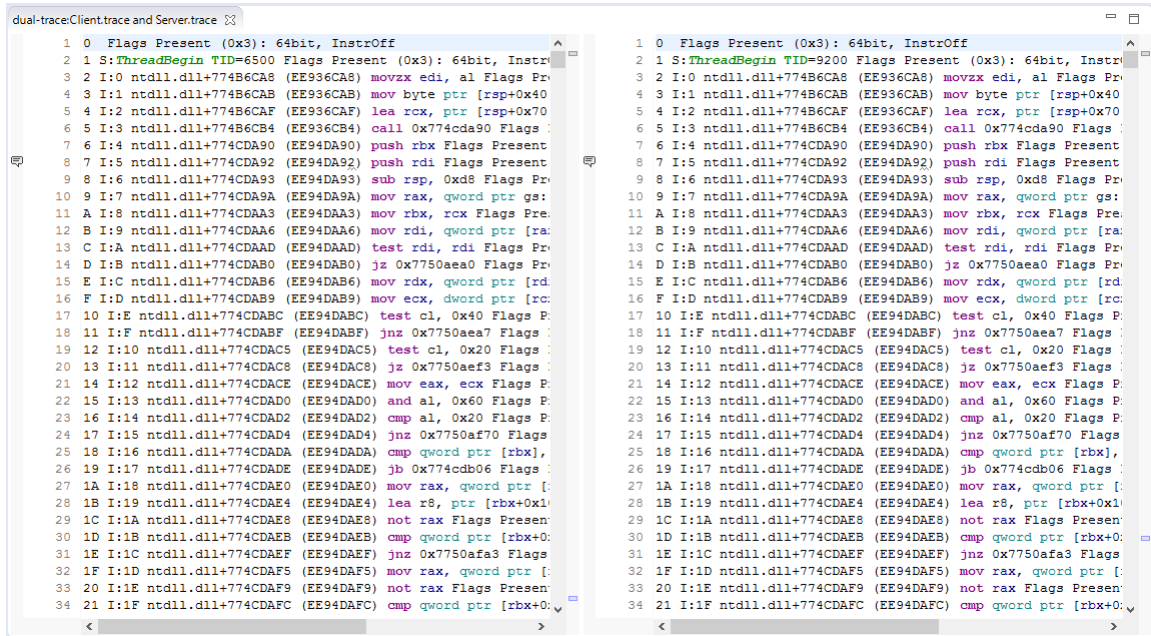 dual-trace:Client.trace and Server.trace
1 0 Flags Present (0x3): 64bit, InstrOff
2 1 S:ThreadBegin TID=6500 Flags Present (0x3): 64bit, Instr
3 2 I:0 ntdll.dll+774B6CA8 (EE936CA8) movzx edi, al Flags Pr
4 3 I:1 ntdll.dll+774B6CAB (EE936CAB) mov byte ptr [rsp+0x40
5 4 I:2 ntdll.dll+774B6CAF (EE936CAF) lea rcx, ptr [rsp+0x70
6 5 I:3 ntdll.dll+774B6CB4 (EE936CB4) call 0x774cda90 Flags
7 6 I:4 ntdll.dll+774CDA90 (EE94DA90) push rbx Flags Present
8 7 I:5 ntdll.dll+774CDA92 (EE94DA92) push rdi Flags Present
9 8 I:6 ntdll.dll+774CDA93 (EE94DA93) sub rsp, 0xd8 Flags Pr
10 9 I:7 ntdll.dll+774CDA9A (EE94DA9A) mov rax, qword ptr gs:
11 A I:8 ntdll.dll+774CDAA3 (EE94DAA3) mov rbx, rcx Flags Pre
12 B I:9 ntdll.dll+774CDAA6 (EE94DAA6) mov rdi, qword ptr [ra
13 C I:A ntdll.dll+774CDAAD (EE94DAAD) test rdi, rdi Flags Pr
14 D I:B ntdll.dll+774CDAB0 (EE94DAB0) jz 0x7750aea0 Flags Pr
15 E I:C ntdll.dll+774CDAB6 (EE94DAB6) mov rdx, qword ptr [rd
16 F I:D ntdll.dll+774CDAB9 (EE94DAB9) mov ecx, dword ptr [rc
17 10 I:E ntdll.dll+774CDABC (EE94DABC) test cl, 0x40 Flags P
18 11 I:F ntdll.dll+774CDABF (EE94DABF) jnz 0x7750aea7 Flags
19 12 I:10 ntdll.dll+774CDAC5 (EE94DAC5) test cl, 0x20 Flags
20 13 I:11 ntdll.dll+774CDAC8 (EE94DAC8) jz 0x7750aef3 Flags
21 14 I:12 ntdll.dll+774CDACE (EE94DACE) mov eax, ecx Flags P
22 15 I:13 ntdll.dll+774CDAD0 (EE94DAD0) and al, 0x60 Flags P
23 16 I:14 ntdll.dll+774CDAD2 (EE94DAD2) cmp al, 0x20 Flags P
24 17 I:15 ntdll.dll+774CDAD4 (EE94DAD4) jnz 0x7750af70 Flags
25 18 I:16 ntdll.dll+774CDADA (EE94DADA) cmp qword ptr [rbx],
26 19 I:17 ntdll.dll+774CDADE (EE94DADE) jb 0x774cdb06 Flags
27 1A I:18 ntdll.dll+774CDAE0 (EE94DAE0) mov rax, qword ptr [
28 1B I:19 ntdll.dll+774CDAE4 (EE94DAE4) lea r8, ptr [rbx+0x1
29 1C I:1A ntdll.dll+774CDAE8 (EE94DAE8) not rax Flags Presen
30 1D I:1B ntdll.dll+774CDAEB (EE94DAEB) cmp qword ptr [rbx+0
31 1E I:1C ntdll.dll+774CDAEF (EE94DAEF) jnz 0x7750afa3 Flags
32 1F I:1D ntdll.dll+774CDAF5 (EE94DAF5) mov rax, qword ptr [
33 20 I:1E ntdll.dll+774CDAF9 (EE94DAF9) not rax Flags Presen
34 21 I:1F ntdll.dll+774CDAFC (EE94DAFC) cmp qword ptr [rbx+0
1 0 Flags Present (0x3): 64bit, InstrOff
2 1 S:ThreadBegin TID=9200 Flags Present (0x3): 64bit, Instr
3 2 I:0 ntdll.dll+774B6CA8 (EE936CA8) movzx edi, al Flags Pr
4 3 I:1 ntdll.dll+774B6CAB (EE936CAB) mov byte ptr [rsp+0x40
5 4 I:2 ntdll.dll+774B6CAF (EE936CAF) lea rcx, ptr [rsp+0x70
6 5 I:3 ntdll.dll+774B6CB4 (EE936CB4) call 0x774cda90 Flags
7 6 I:4 ntdll.dll+774CDA90 (EE94DA90) push rbx Flags Present
8 7 I:5 ntdll.dll+774CDA92 (EE94DA92) push rdi Flags Present
9 8 I:6 ntdll.dll+774CDA93 (EE94DA93) sub rsp, 0xd8 Flags Pr
10 9 I:7 ntdll.dll+774CDA9A (EE94DA9A) mov rax, qword ptr gs:
11 A I:8 ntdll.dll+774CDAA3 (EE94DAA3) mov rbx, rcx Flags Pre
12 B I:9 ntdll.dll+774CDAA6 (EE94DAA6) mov rdi, qword ptr [ra
13 C I:A ntdll.dll+774CDAAD (EE94DAAD) test rdi, rdi Flags Pr
14 D I:B ntdll.dll+774CDAB0 (EE94DAB0) jz 0x7750aea0 Flags Pr
15 E I:C ntdll.dll+774CDAB6 (EE94DAB6) mov rdx, qword ptr [rd
16 F I:D ntdll.dll+774CDAB9 (EE94DAB9) mov ecx, dword ptr [rc
17 10 I:E ntdll.dll+774CDABC (EE94DABC) test cl, 0x40 Flags P
18 11 I:F ntdll.dll+774CDABF (EE94DABF) jnz 0x7750aea7 Flags
19 12 I:10 ntdll.dll+774CDAC5 (EE94DAC5) test cl, 0x20 Flags
20 13 I:11 ntdll.dll+774CDAC8 (EE94DAC8) jz 0x7750aef3 Flags
21 14 I:12 ntdll.dll+774CDACE (EE94DACE) mov eax, ecx Flags P
22 15 I:13 ntdll.dll+774CDAD0 (EE94DAD0) and al, 0x60 Flags P
23 16 I:14 ntdll.dll+774CDAD2 (EE94DAD2) cmp al, 0x20 Flags P
24 17 I:15 ntdll.dll+774CDAD4 (EE94DAD4) jnz 0x7750af70 Flags
25 18 I:16 ntdll.dll+774CDADA (EE94DADA) cmp qword ptr [rbx],
26 19 I:17 ntdll.dll+774CDADE (EE94DADE) jb 0x774cdb06 Flags
27 1A I:18 ntdll.dll+774CDAE0 (EE94DAE0) mov rax, qword ptr [
28 1B I:19 ntdll.dll+774CDAE4 (EE94DAE4) lea r8, ptr [rbx+0x1
29 1C I:1A ntdll.dll+774CDAE8 (EE94DAE8) not rax Flags Presen
30 1D I:1B ntdll.dll+774CDAEB (EE94DAEB) cmp qword ptr [rbx+0
31 1E I:1C ntdll.dll+774CDAEF (EE94DAEF) jnz 0x7750afa3 Flags
32 1F I:1D ntdll.dll+774CDAF5 (EE94DAF5) mov rax, qword ptr [
33 20 I:1E ntdll.dll+774CDAF9 (EE94DAF9) not rax Flags Presen
34 21 I:1F ntdll.dll+774CDAFC (EE94DAFC) cmp qword ptr [rbx+0